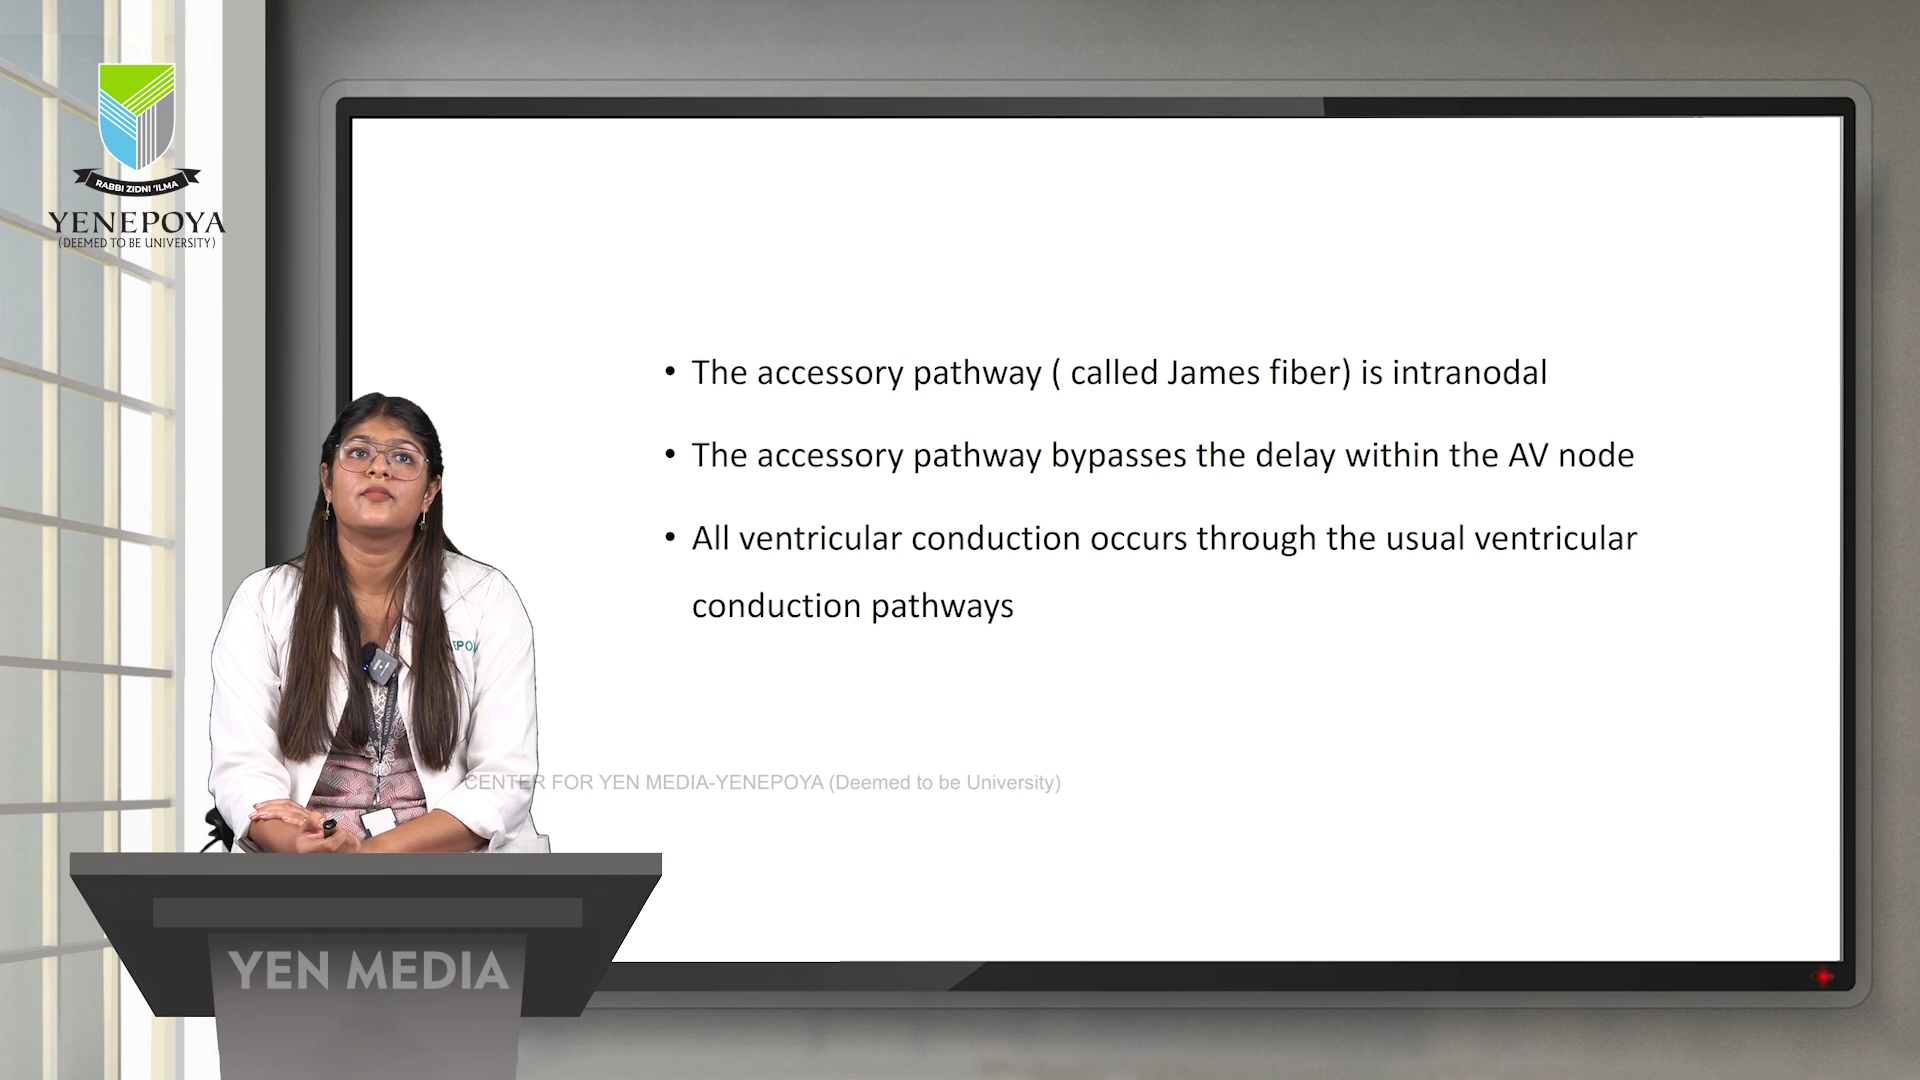 RABBI ZIDNI 'ILMA
YENEPOYA
(DEEMED TO BE UNIVERSITY)
• The accessory pathway ( called James fiber) is intranodal
• The accessory pathway bypasses the delay within the AV node
• All ventricular conduction occurs through the usual ventricular
conduction pathways
EPO
CENTER FOR YEN MEDIA-YENEPOYA (Deemed to be University)
YEN MEDIA